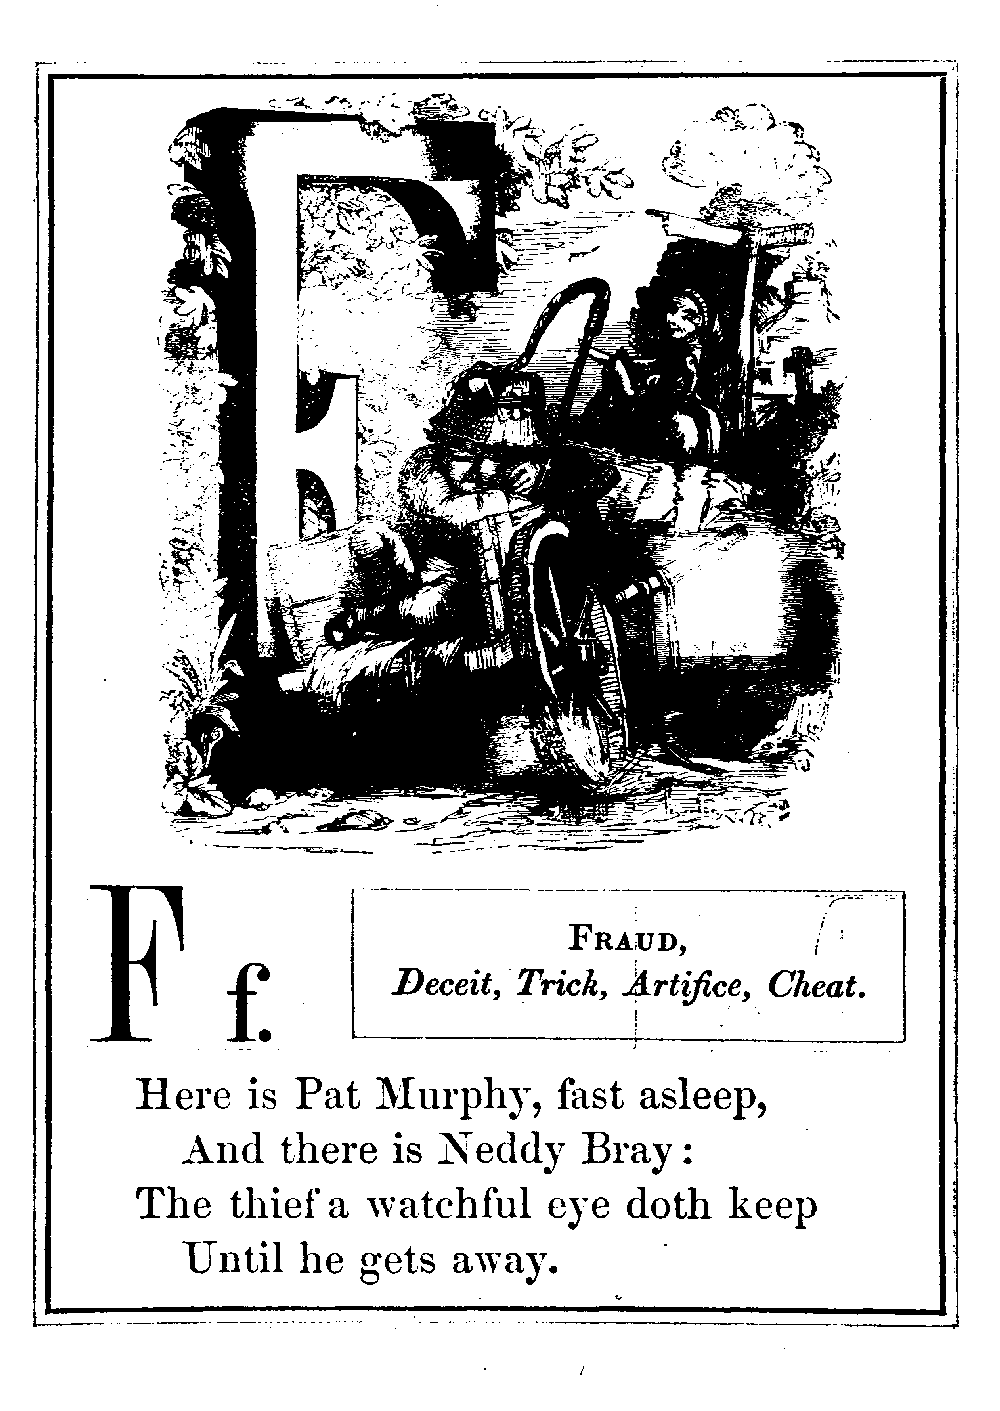 F
F f.
FRAUD,
Deceit, Trick, Artifice, Cheat.
Here is Pat Murphy, fast asleep,
And there is Neddy Bray:
The thief a watchful eye doth keep
Until he gets away.